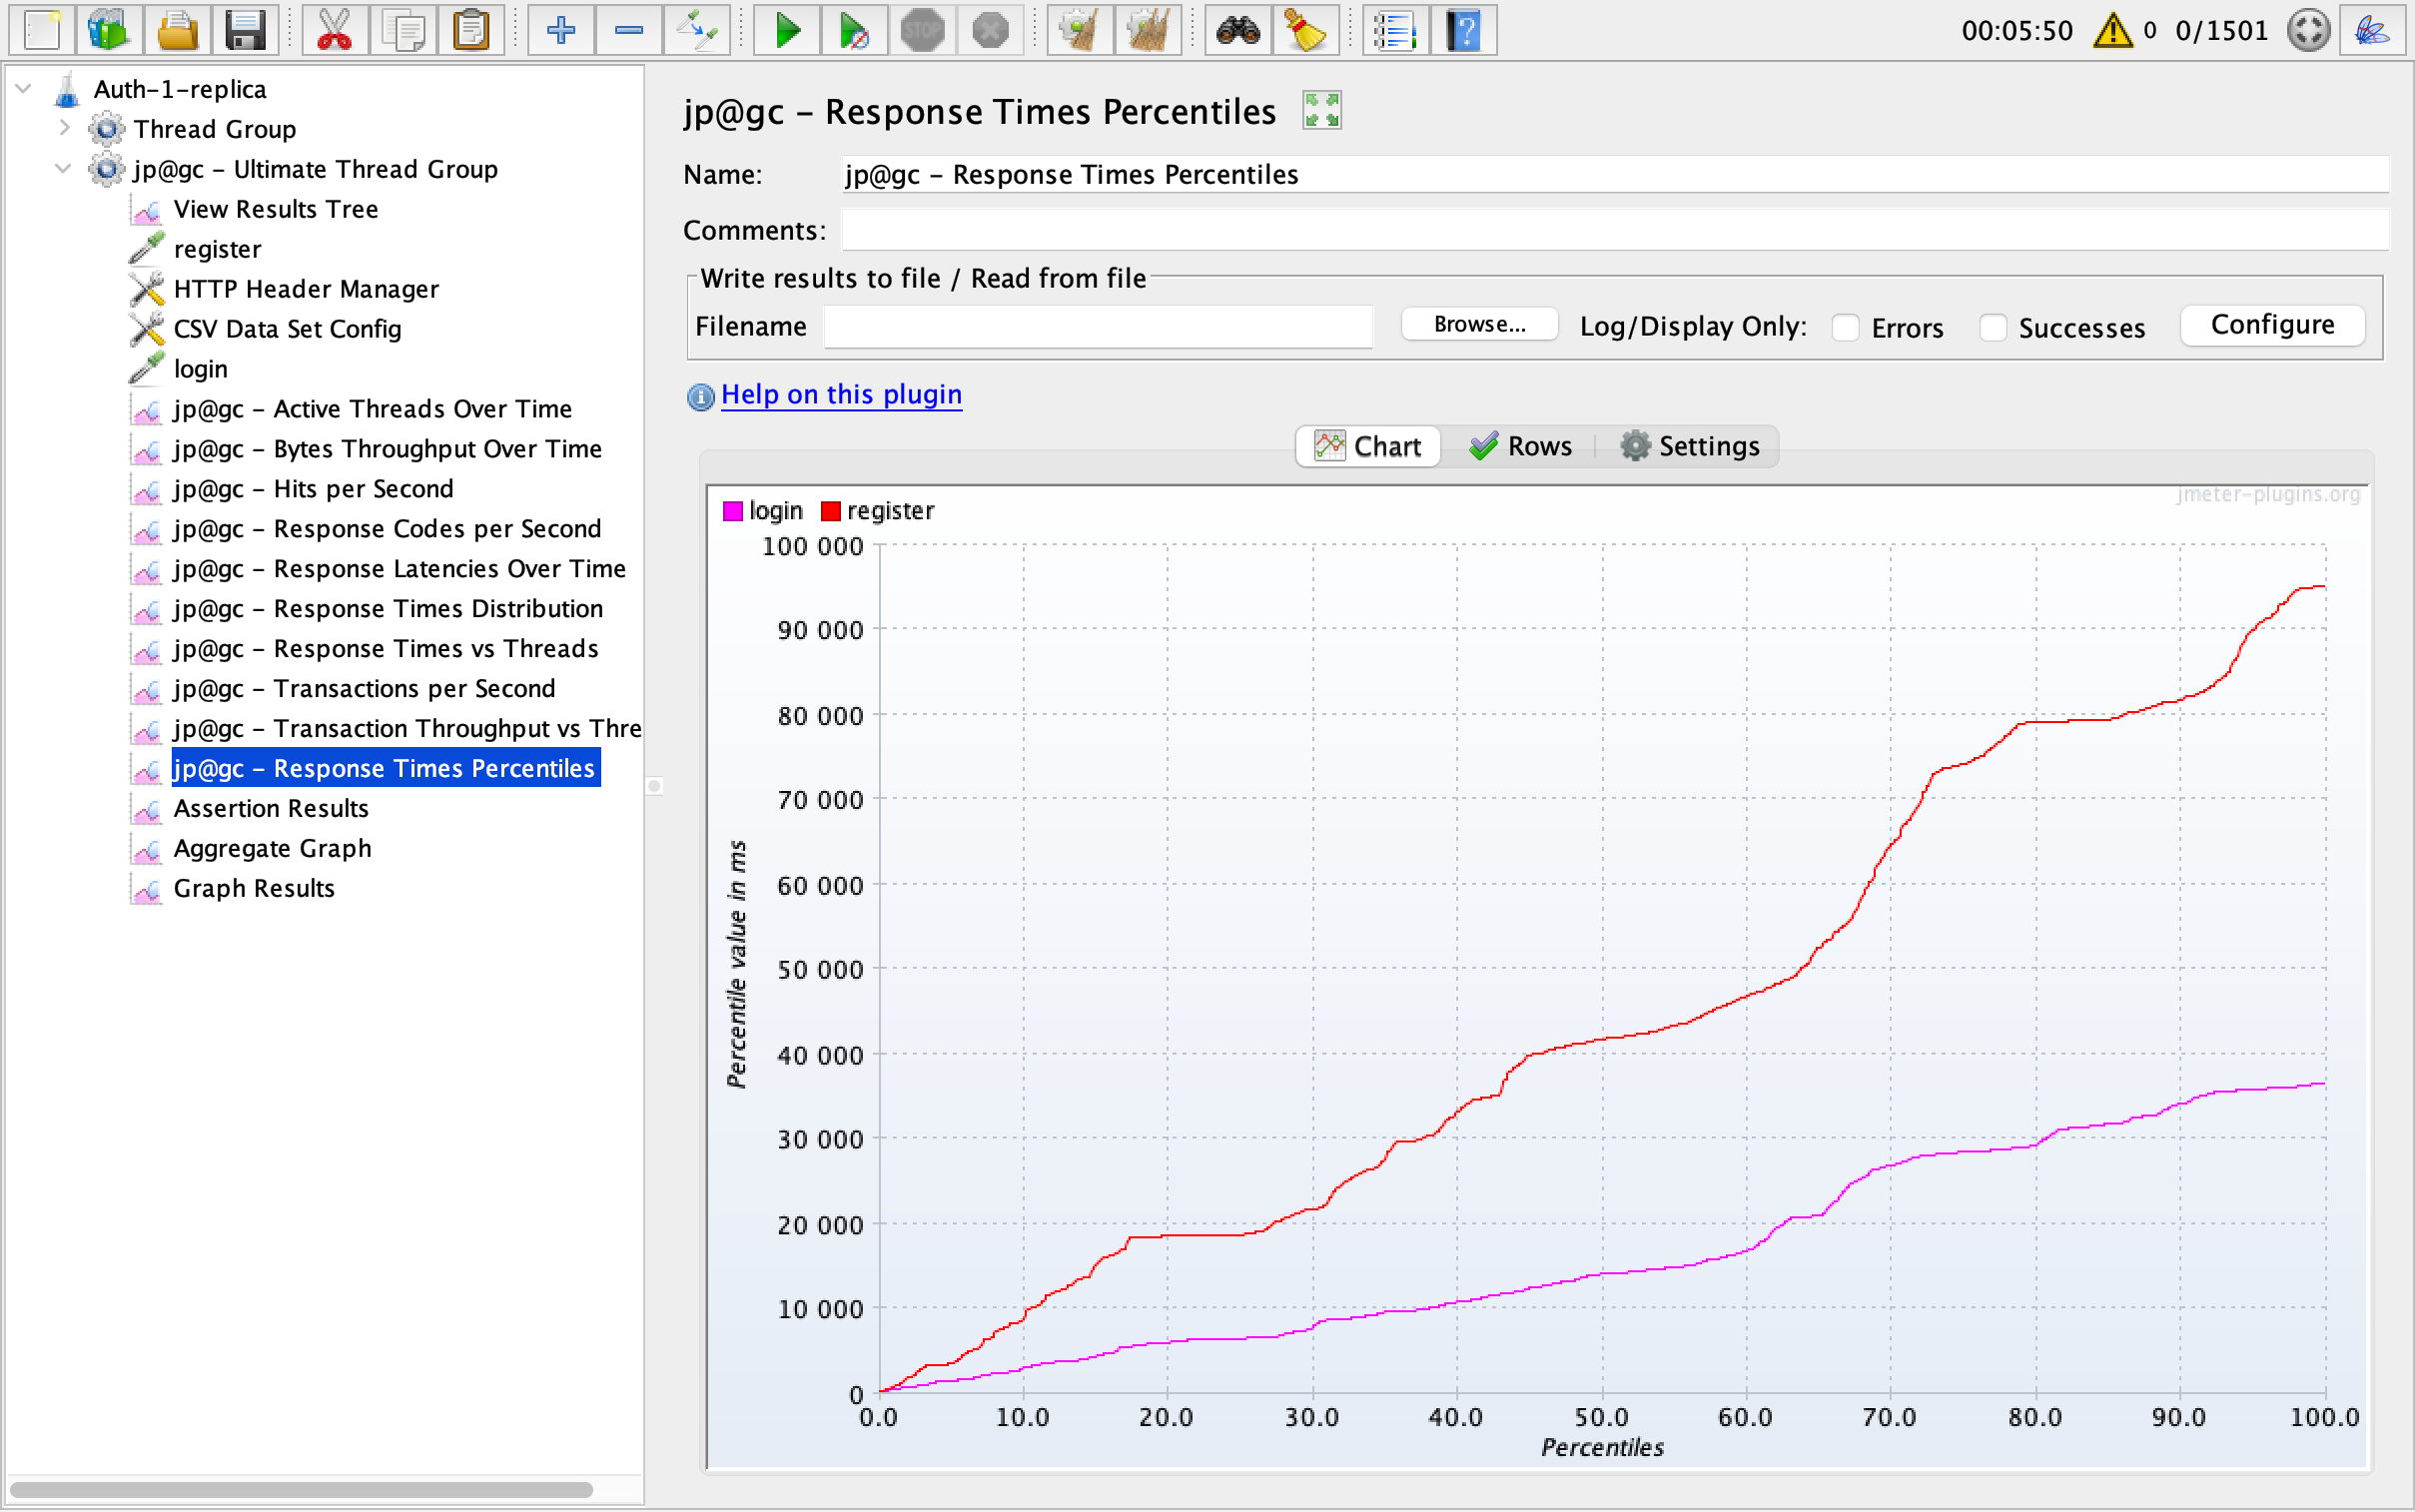 STOP
00:05:50 0 0/1501
Auth-1-replica
Thread Group
jp@gc - Ultimate Thread Group
View Results Tree
register
HTTP Header Manager
CSV Data Set Config
login
jp@gc - Active Threads Over Time
jp@gc - Bytes Throughput Over Time
jp@gc - Hits per Second
jp@gc - Response Codes per Second
jp@gc - Response Latencies Over Time
jp@gc - Response Times Distribution
jp@gc - Response Times vs Threads
jp@gc - Transactions per Second
jp@gc - Transaction Throughput vs Thre
jp@gc - Response Times Percentiles
Assertion Results
Aggregate Graph
Graph Results
jp@gc - Response Times Percentiles
Name: jp@gc - Response Times Percentiles
Comments:
Write results to file / Read from file
Filename Browse... Log/Display Only: Errors Successes Configure
Help on this plugin
Chart Rows Settings
jmeter-plugins.org
login register
100 000
90 000
80 000
70 000
60 000
50 000
40 000
30 000
20 000
10 000
0
Percentile value in ms
0.0 10.0 20.0 30.0 40.0 50.0 60.0 70.0 80.0 90.0 100.0
Percentiles